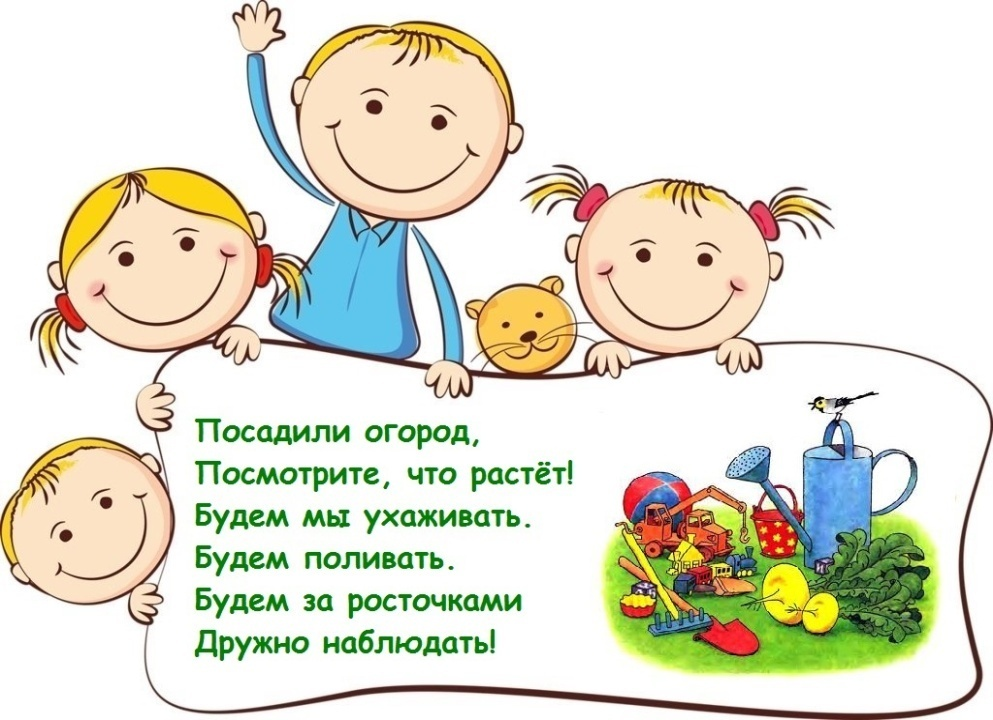 Посадили огород,
Посмотрите, что растёт!
Будем мы ухаживать.
Будем поливать.
Будем за росточками
Дружно наблюдать!